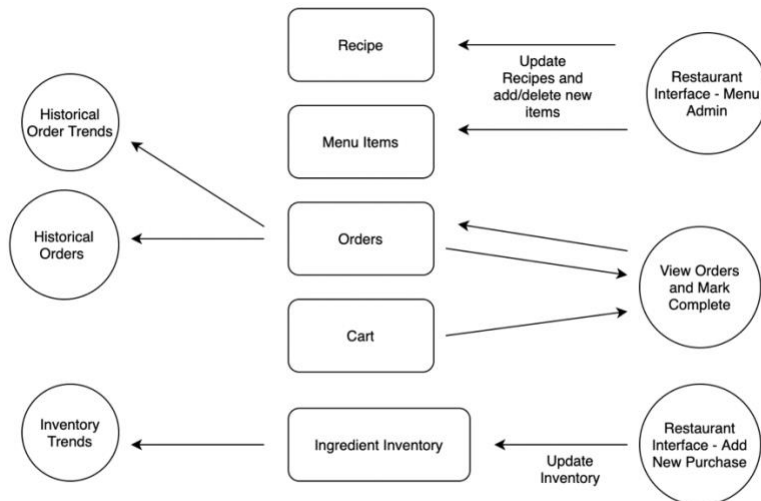 Recipe
Update
Recipes and
add/delete new
items
Restaurant
Interface - Menu
Admin
Historical
Order Trends
Menu Items
Historical
Orders
Orders
View Orders
and Mark
Complete
Cart
Inventory
Trends
Ingredient Inventory
Update
Inventory
Restaurant
Interface - Add
New Purchase